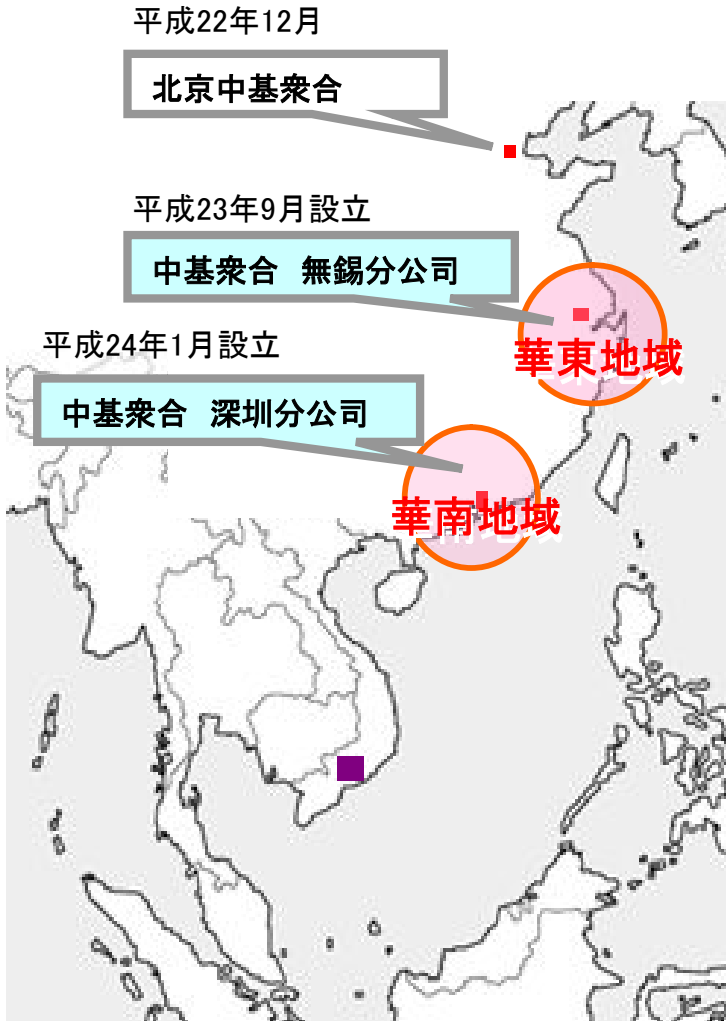 平成22年12月
北京中基衆合
平成23年9月設立
中基衆合 無錫分公司
華東地域
平成24年1月設立
中基衆合 深圳分公司
華南地域